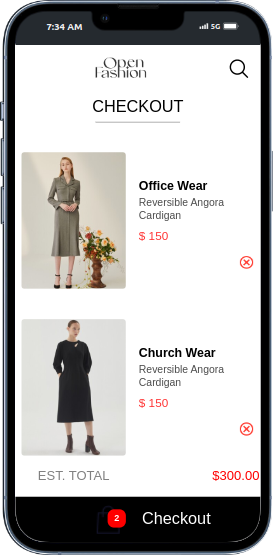 7:34 AM
5G
Open
Fashion
CHECKOUT
Office Wear
Reversible Angora
Cardigan
$ 150
Church Wear
Reversible Angora
Cardigan
$ 150
EST. TOTAL
$300.00
2
Checkout